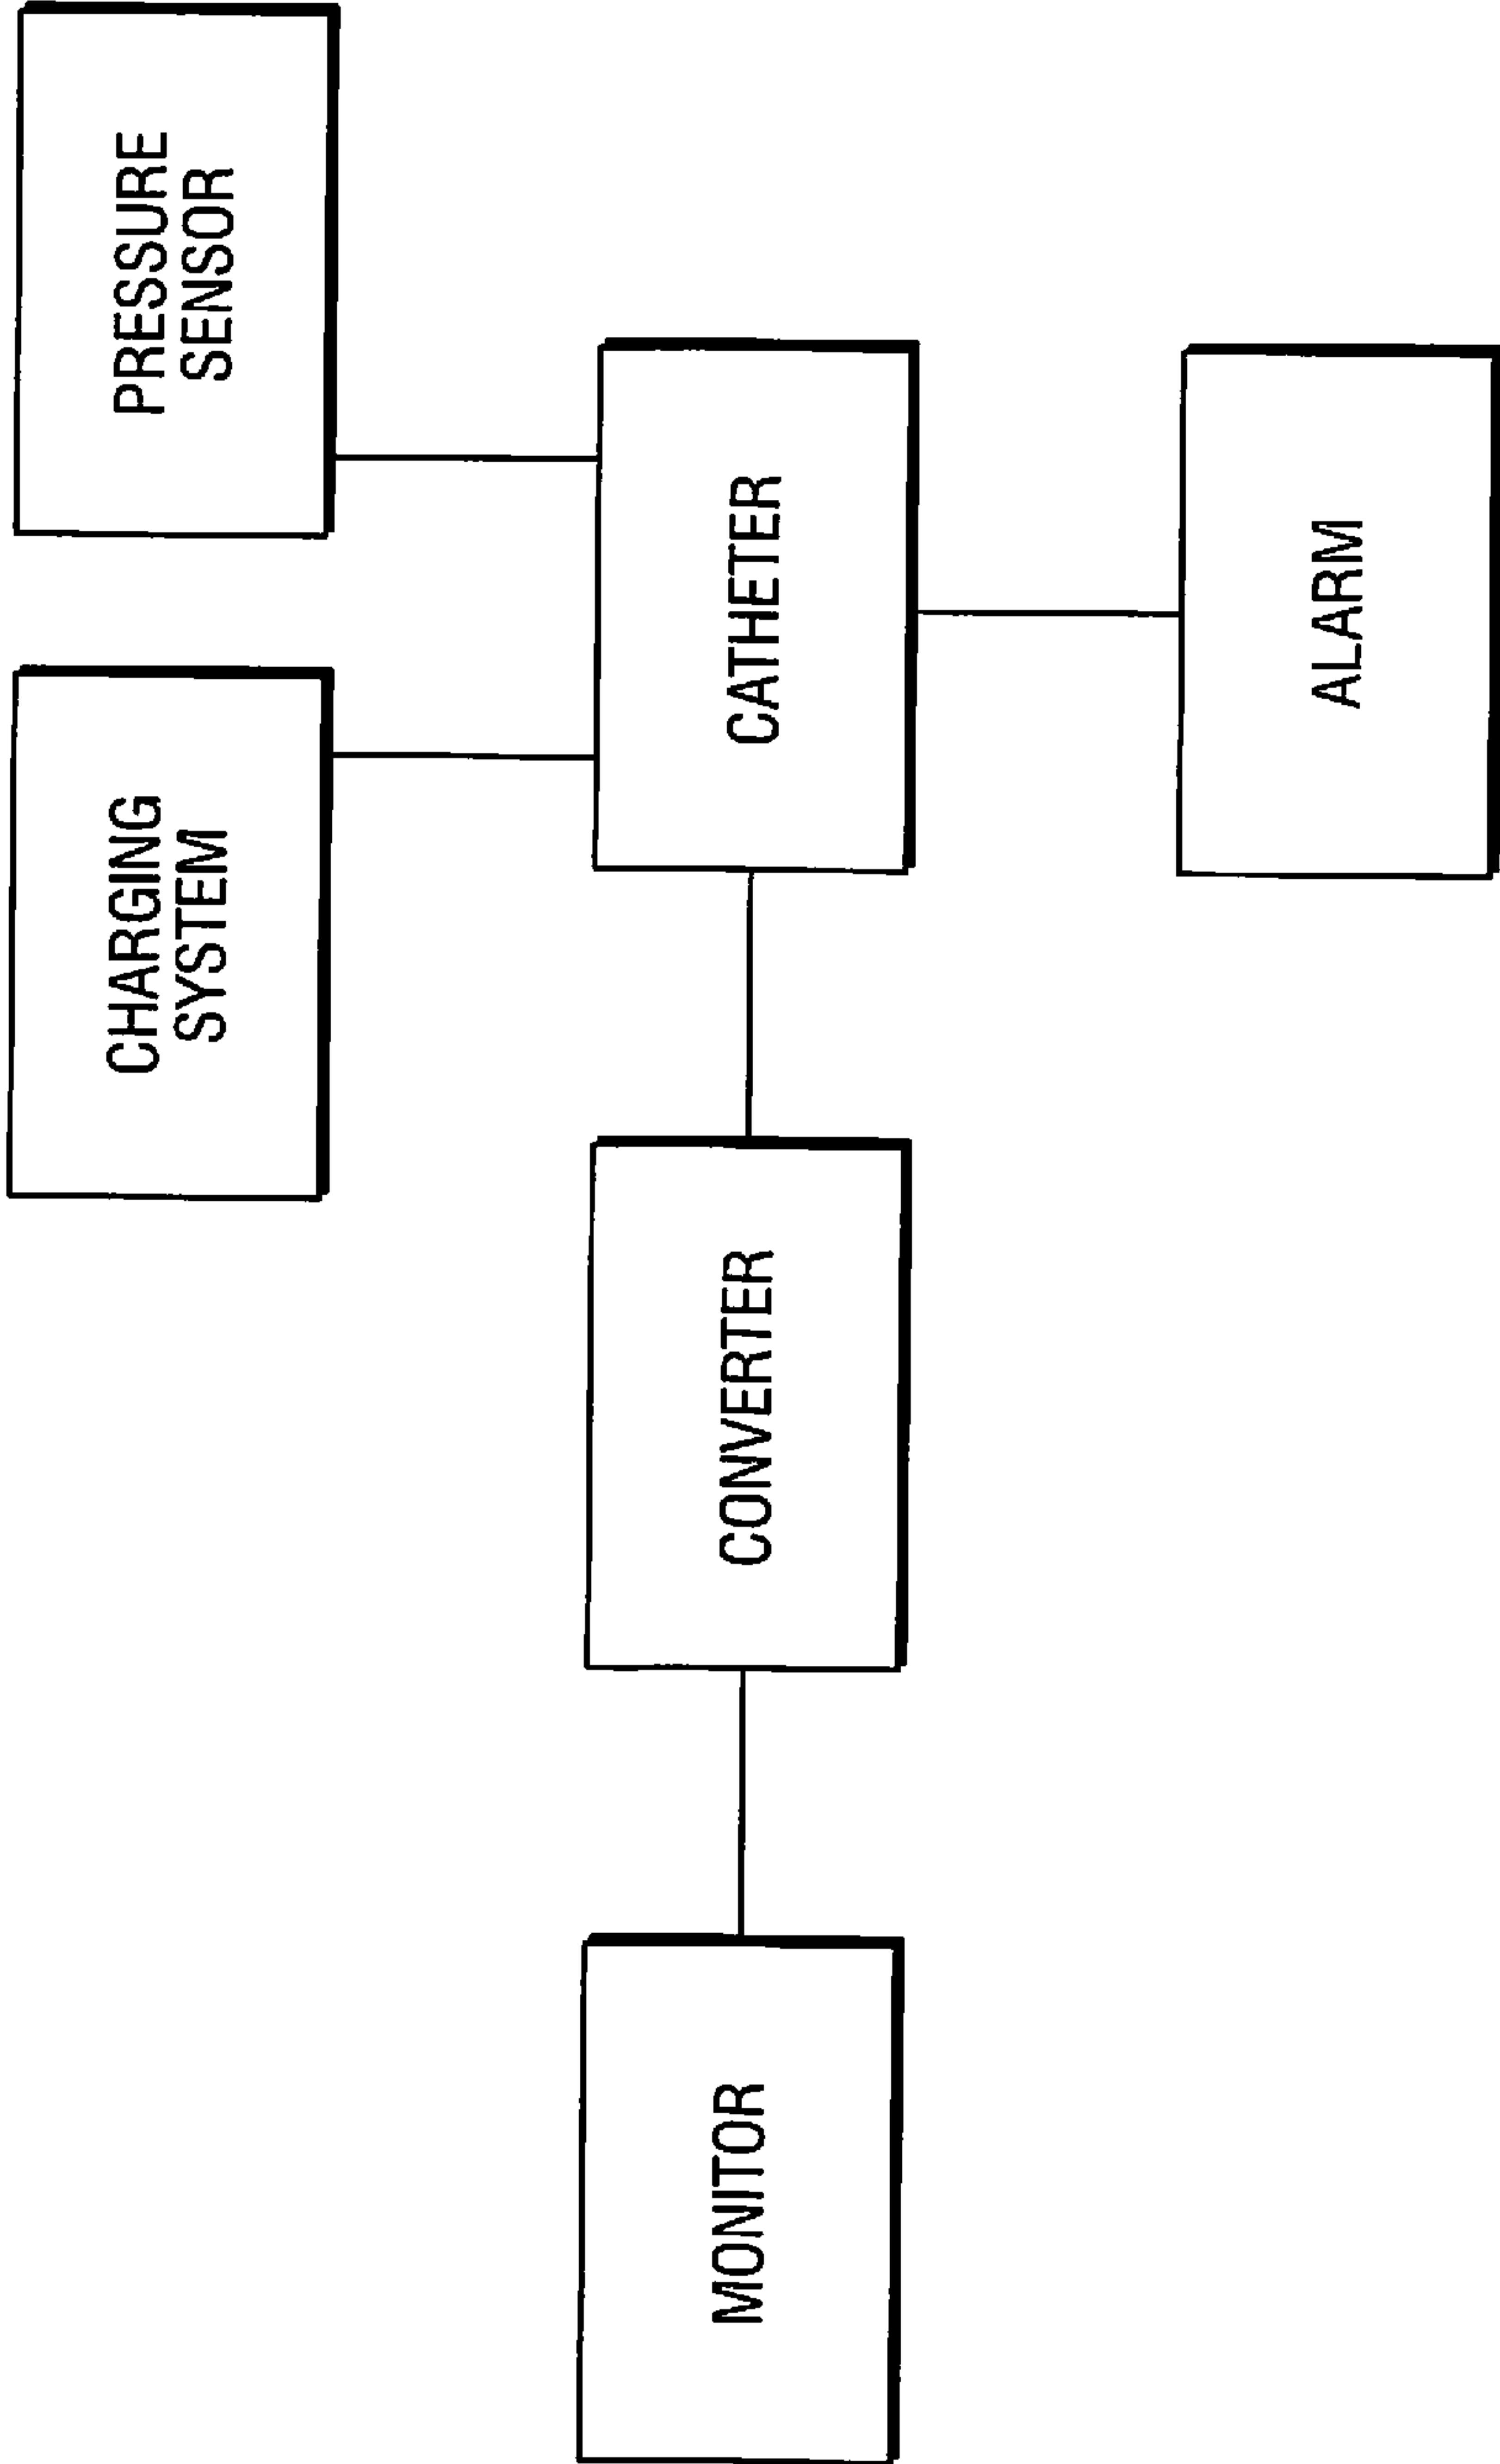 CHARGING
SYSTEM
PRESSURE
SENSOR
MONITOR
CONVERTER
CATHETER
ALARM